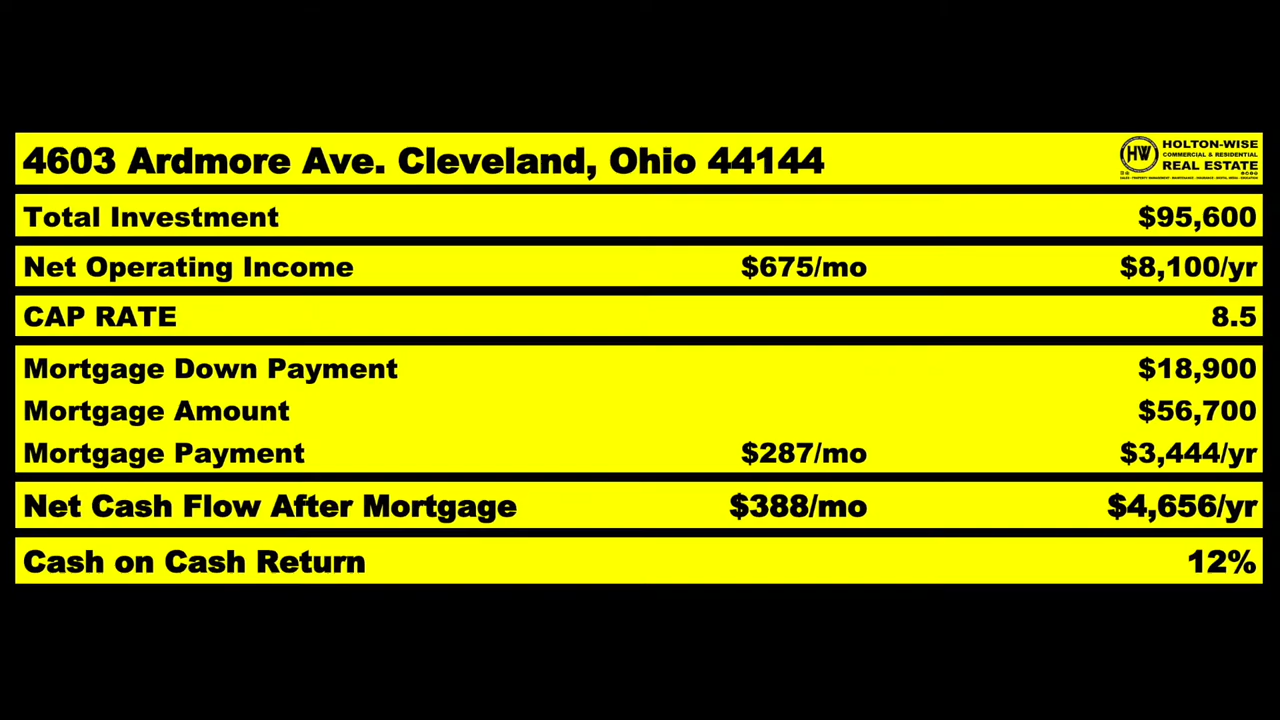 4603 Ardmore Ave. Cleveland, Ohio 44144
HW
HOLTON-WISE
COMMERCIAL & RESIDENTIAL
REAL ESTATE
Total Investment $95,600
Net Operating Income $675/mo $8,100/yr
CAP RATE 8.5
Mortgage Down Payment $18,900
Mortgage Amount $56,700
Mortgage Payment $287/mo $3,444/yr
Net Cash Flow After Mortgage $388/mo $4,656/yr
Cash on Cash Return 12%